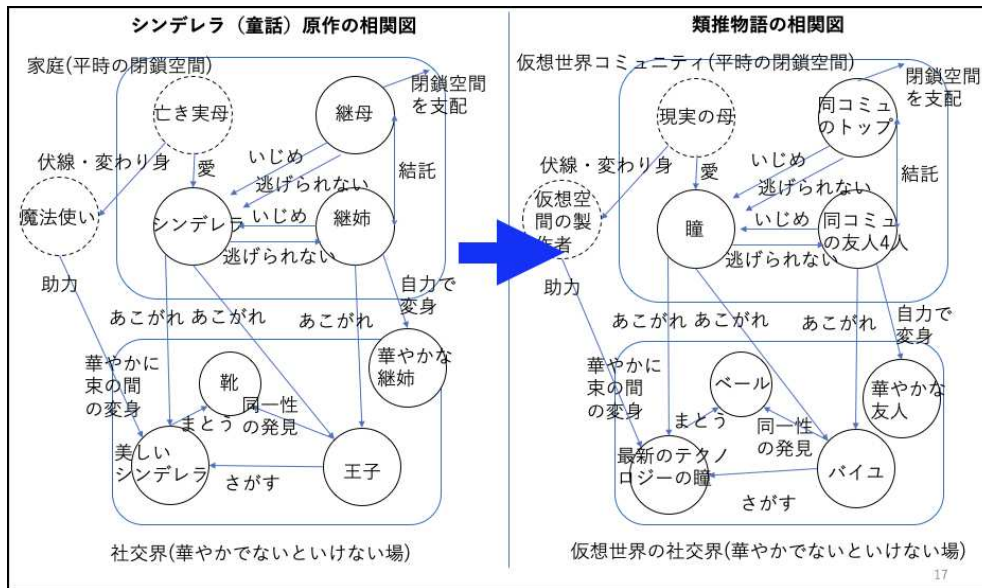 シンデレラ（童話）原作の相関図
家庭(平時の閉鎖空間)
閉鎖空間
を支配
亡き実母
継母
伏線・変わり身
愛
いじめ
逃げられない
結託
魔法使い
シンデレラ
いじめ
継姉
逃げられない
助力
自力で
変身
あこがれ
あこがれ
あこがれ
華やかに
束の間
の変身
靴
華やかな
継姉
まとう
同一性
の発見
美しい
シンデレラ
王子
さがす
社交界(華やかでないといけない場)
類推物語の相関図
仮想世界コミュニティ(平時の閉鎖空間)
閉鎖空間
を支配
現実の母
同コミュ
のトップ
伏線・変わり身
愛
いじめ
逃げられない
結託
仮想空
間の製
作者
瞳
いじめ
同コミュ
の友人4人
逃げられない
助力
自力で
変身
あこがれ
あこがれ
あこがれ
華やかに
束の間
の変身
ベール
華やかな
友人
まとう
同一性
の発見
最新のテクノ
ロジーの瞳
バイユ
さがす
仮想世界の社交界(華やかでないといけない場)
17